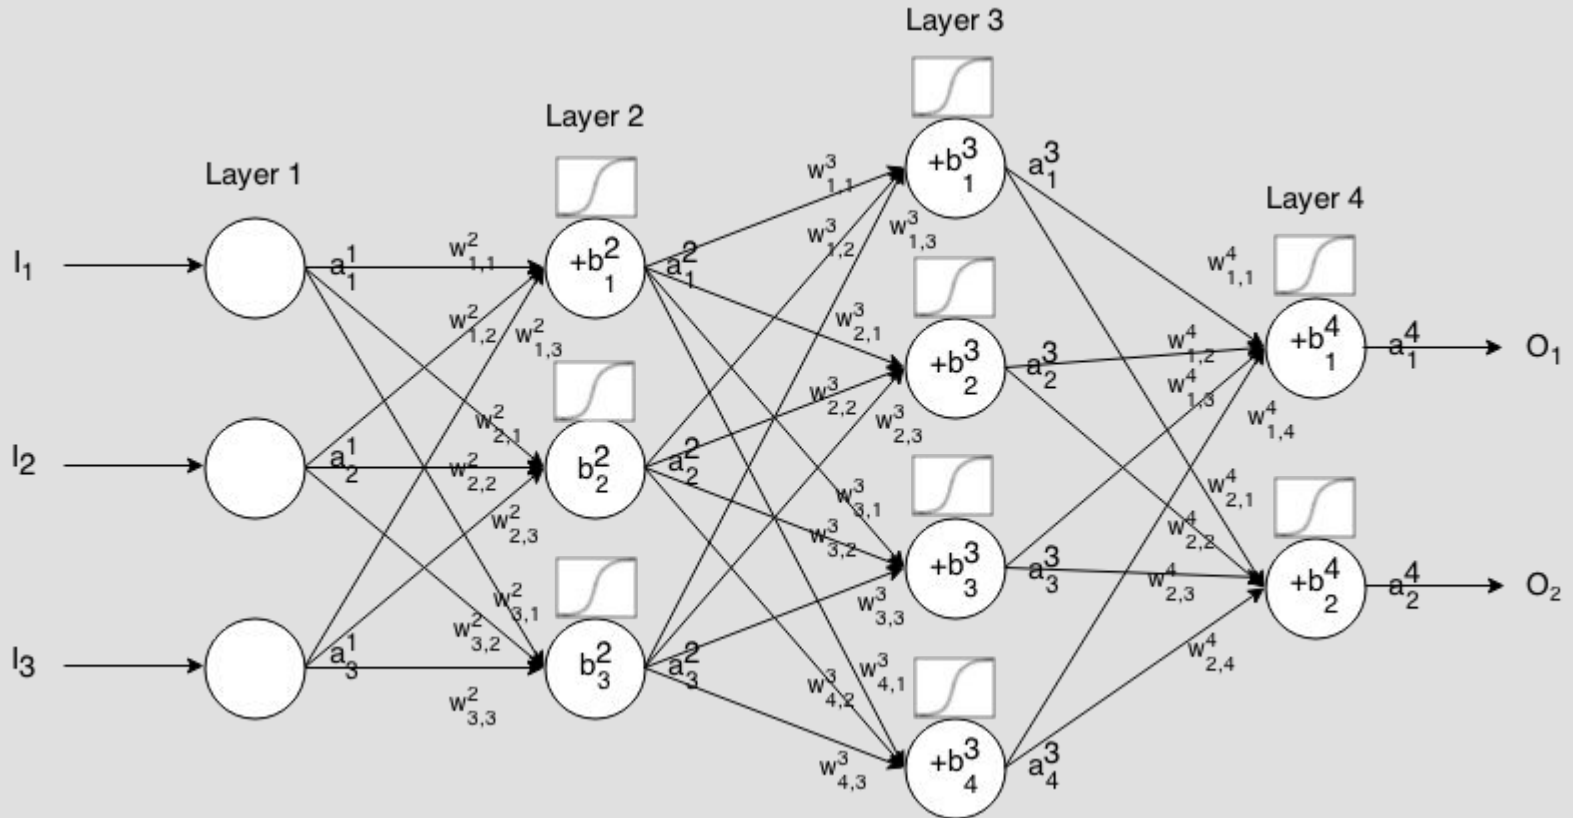 Layer 1
Layer 2
Layer 3
Layer 4
I₁
I₂
I₃
a¹₁
a¹₂
a¹₃
w²₁,₁
w²₁,₂
w²₁,₃
w²₂,₁
w²₂,₂
w²₂,₃
w²₃,₁
w²₃,₂
w²₃,₃
+b²₁
b²₂
b²₃
a²₁
a²₂
a²₃
w³₁,₁
w³₁,₂
w³₁,₃
w³₂,₁
w³₂,₂
w³₂,₃
w³₃,₁
w³₃,₂
w³₃,₃
w³₄,₁
w³₄,₂
w³₄,₃
+b³₁
+b³₂
+b³₃
+b³₄
a³₁
a³₂
a³₃
a³₄
w⁴₁,₁
w⁴₁,₂
w⁴₁,₃
w⁴₁,₄
w⁴₂,₁
w⁴₂,₂
w⁴₂,₃
w⁴₂,₄
+b⁴₁
+b⁴₂
a⁴₁
a⁴₂
O₁
O₂